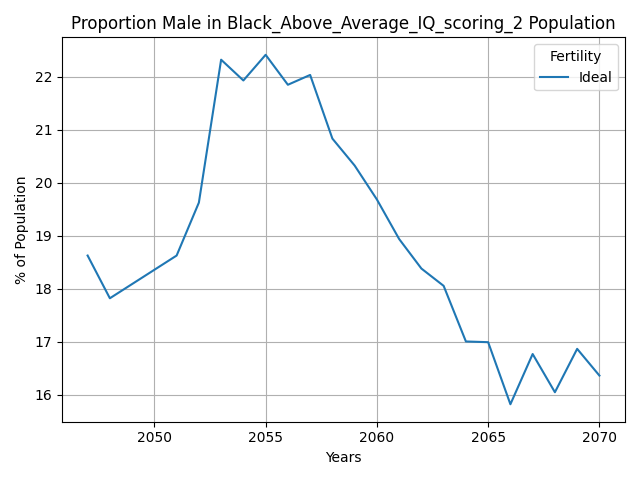 Proportion Male in Black_Above_Average_IQ_scoring_2 Population
Fertility
Ideal
% of Population
22
21
20
19
18
17
16
2050 2055 2060 2065 2070
Years